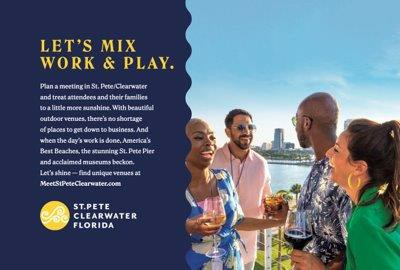 LET'S MIX
WORK & PLAY.
Plan a meeting in St. Pete/Clearwater
and treat attendees and their families
to a little more sunshine. With beautiful
outdoor venues, there's no shortage
of places to get down to business. And
when the day's work is done, America's
Best Beaches, the stunning St. Pete Pier
and acclaimed museums beckon.
Let's shine — find unique venues at
MeetStPeteClearwater.com
ST.PETE
CLEARWATER
FLORIDA